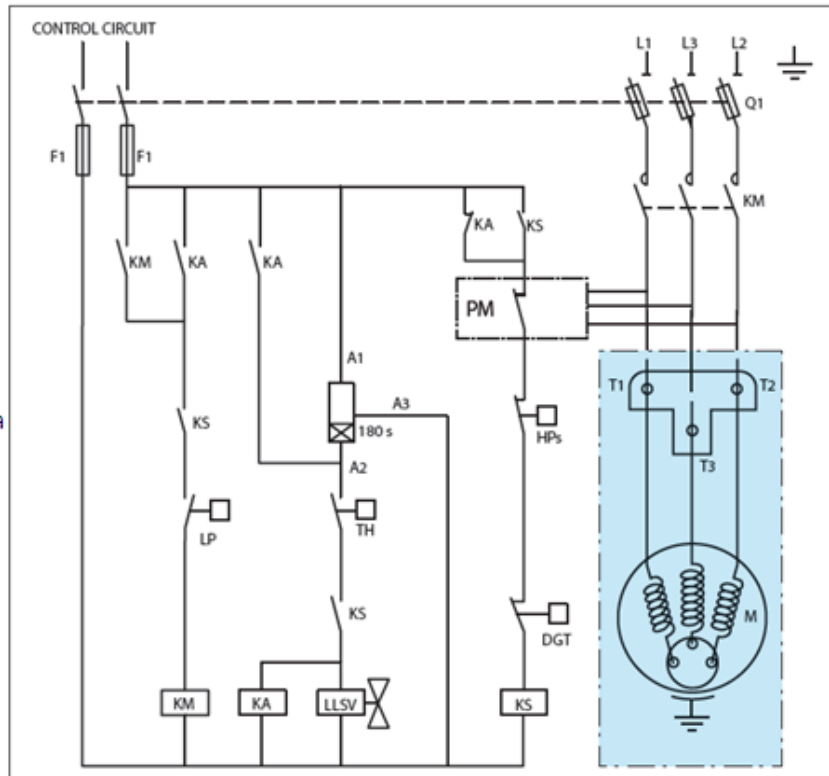 CONTROL CIRCUIT
L1 L3 L2
Q1
F1 F1
KM
KA KS
KM KA KA
PM
A1
T1 T2
A3
a
180 s
KS
HPs
A2
T3
TH
LP
KS
M
DGT
KM KA LLSV KS